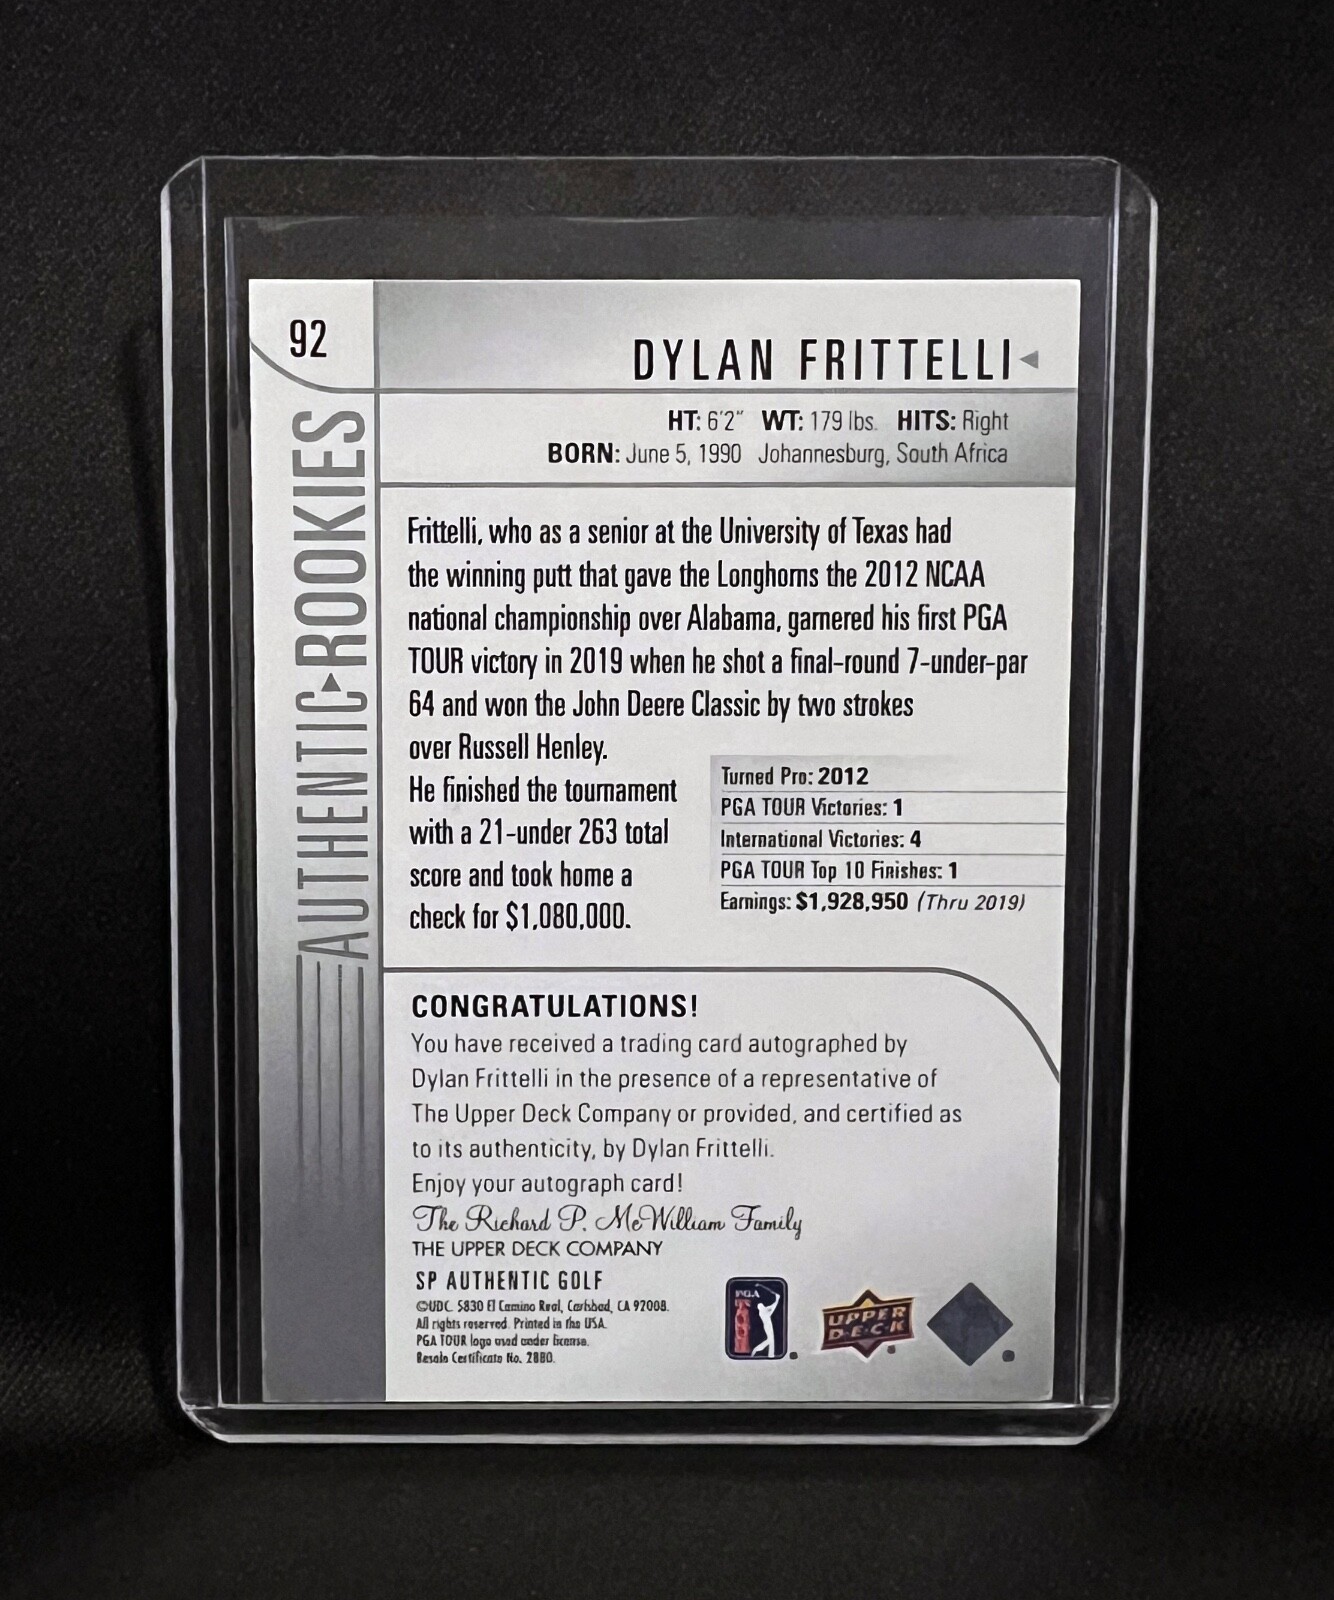 92
DYLAN FRITTELLI
HT: 6'2" WT: 179 lbs. HITS: Right
BORN: June 5, 1990 Johannesburg, South Africa
AUTHENTIC ROOKIES
Frittelli, who as a senior at the University of Texas had
the winning putt that gave the Longhorns the 2012 NCAA
national championship over Alabama, garnered his first PGA
TOUR victory in 2019 when he shot a final-round 7-under-par
64 and won the John Deere Classic by two strokes
over Russell Henley.
He finished the tournament
with a 21-under 263 total
score and took home a
check for $1,080,000.
Turned Pro: 2012
PGA TOUR Victories: 1
International Victories: 4
PGA TOUR Top 10 Finishes: 1
Earnings: $1,928,950 (Thru 2019)
CONGRATULATIONS!
You have received a trading card autographed by
Dylan Frittelli in the presence of a representative of
The Upper Deck Company or provided, and certified as
to its authenticity, by Dylan Frittelli.
Enjoy your autograph card!
The Richard P. McWilliam Family
THE UPPER DECK COMPANY
SP AUTHENTIC GOLF
©UDC. 5830 El Camino Real, Carlsbad, CA 92008.
All rights reserved. Printed in the USA.
PGA TOUR logo used under license.
Resale Certificate No. 2880.
PGA
TOUR
UPPER
DECK